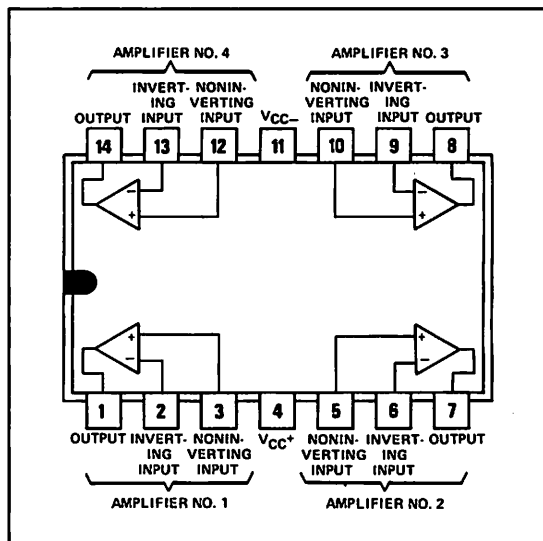 AMPLIFIER NO. 4 AMPLIFIER NO. 3
INVERT- NONIN- NONIN- INVERT-
ING VERTING VERTING ING
OUTPUT INPUT INPUT VCC– INPUT INPUT OUTPUT
14 13 12 11 10 9 8
– + – +
+ – + –
1 2 3 4 5 6 7
OUTPUT INVERT- NONIN- VCC+ NONIN- INVERT- OUTPUT
ING VERTING VERTING ING
INPUT INPUT INPUT INPUT
AMPLIFIER NO. 1 AMPLIFIER NO. 2